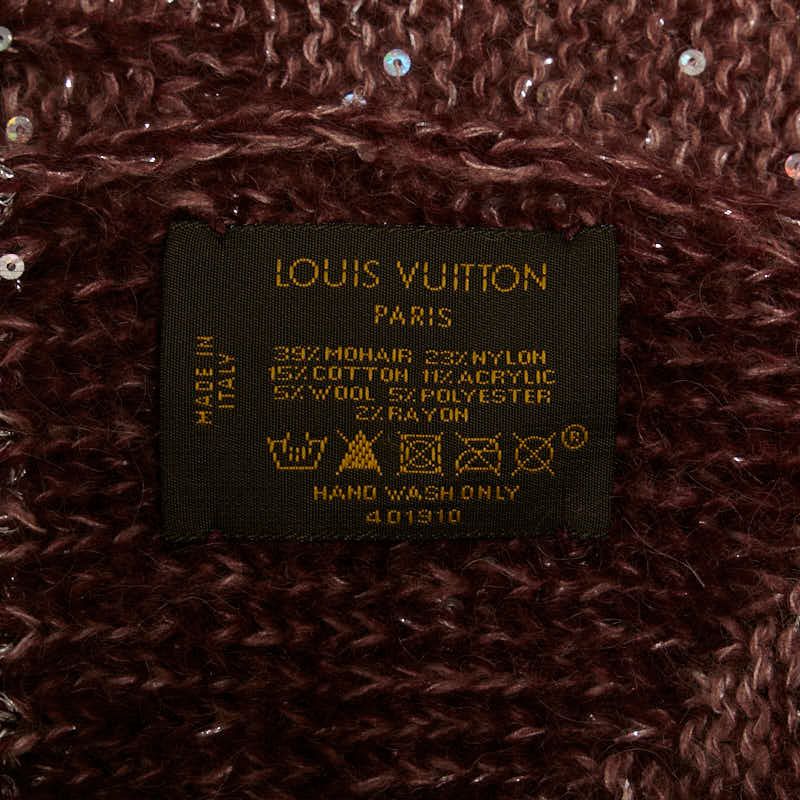 LOUIS VUITTON
PARIS
MADE IN
ITALY
39% MOHAIR 23% NYLON
15% COTTON 11% ACRYLIC
5% WOOL 5% POLYESTER
2% RAYON
®
HAND WASH ONLY
401910